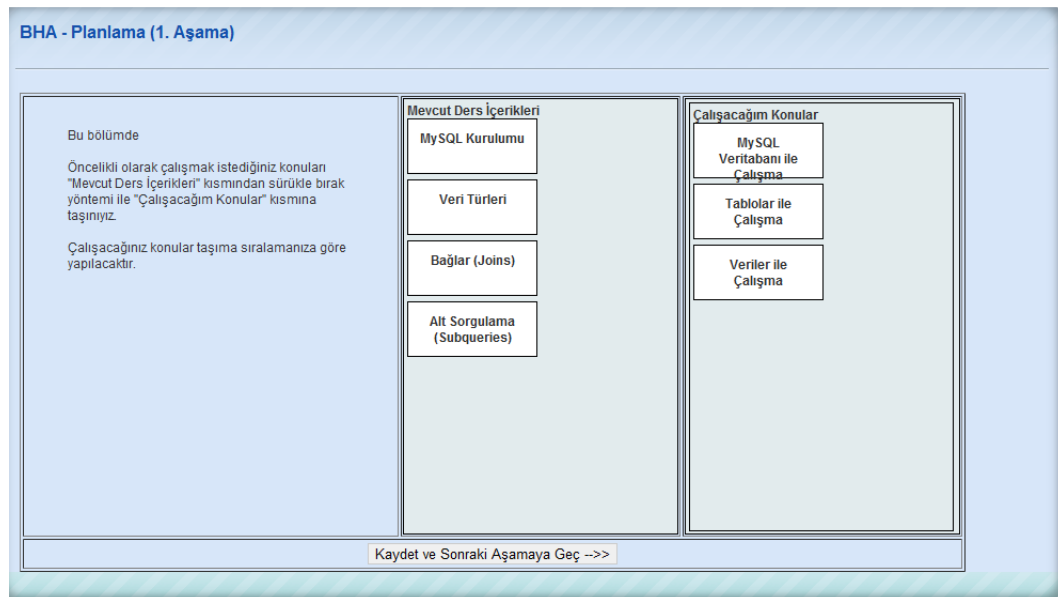 BHA - Planlama (1. Aşama)
Bu bölümde
Öncelikli olarak çalışmak istediğiniz konuları
"Mevcut Ders İçerikleri" kısmından sürükle bırak
yöntemi ile "Çalışacağım Konular" kısmına
taşınıyız.
Çalışacağınız konular taşıma sıralamanıza göre
yapılacaktır.
Mevcut Ders İçerikleri
MySQL Kurulumu
Veri Türleri
Bağlar (Joins)
Alt Sorgulama
(Subqueries)
Çalışacağım Konular
MySQL
Veritabanı ile
Çalışma
Tablolar ile
Çalışma
Veriler ile
Çalışma
Kaydet ve Sonraki Aşamaya Geç -->>